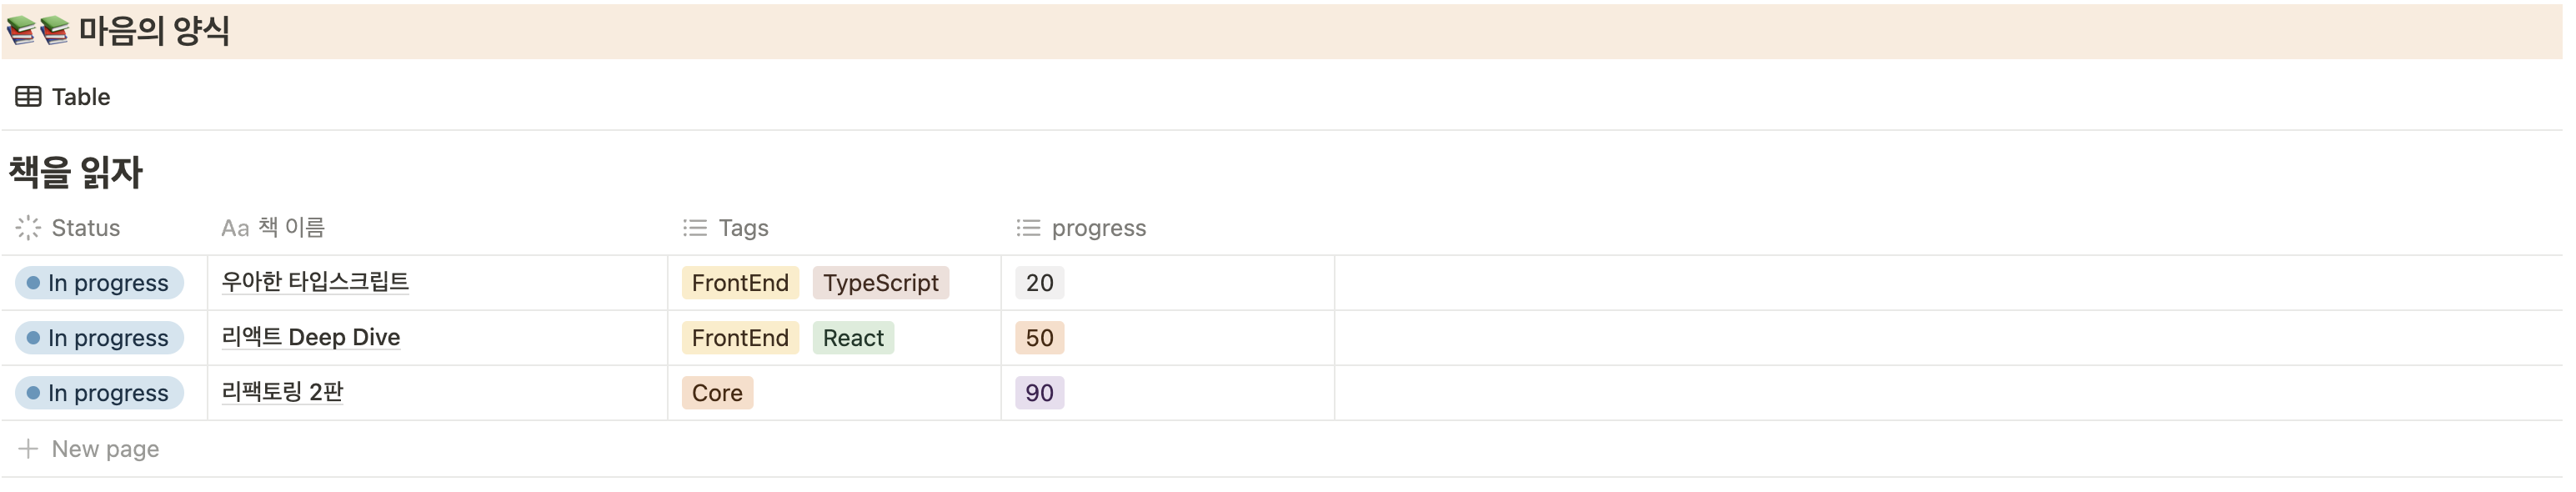 📚📚 마음의 양식
Table
책을 읽자
Status Aa 책 이름 Tags progress
In progress 우아한 타입스크립트 FrontEnd TypeScript 20
In progress 리액트 Deep Dive FrontEnd React 50
In progress 리팩토링 2판 Core 90
+ New page